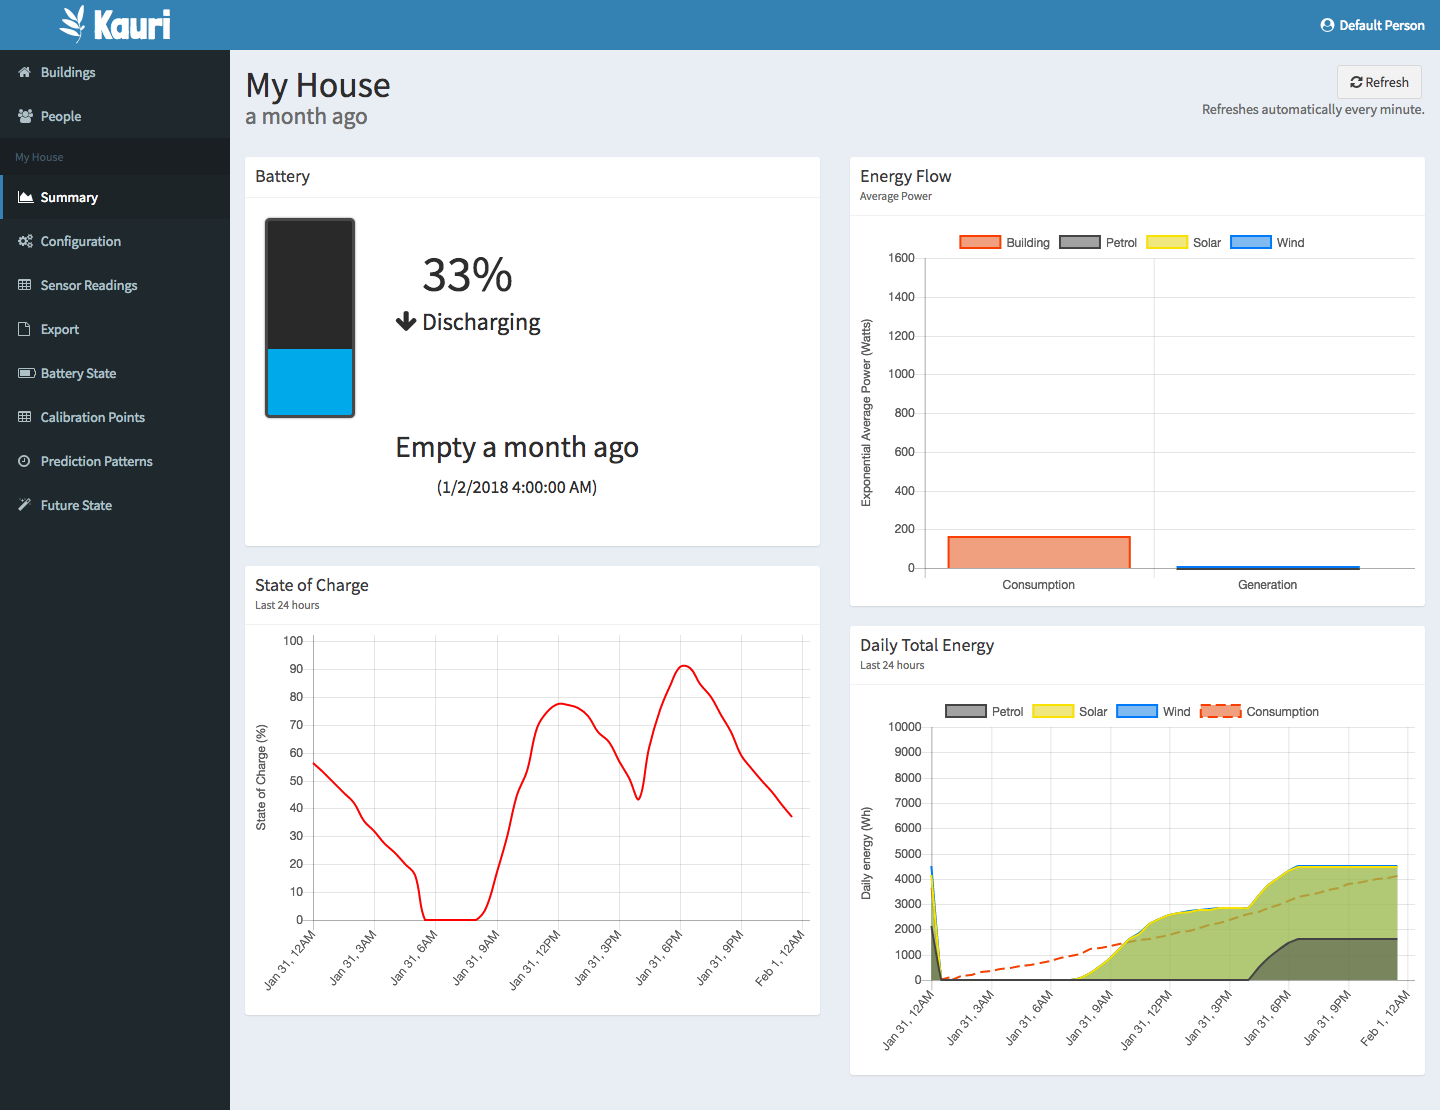 Kauri
Default Person
Buildings
People
My House
Summary
Configuration
Sensor Readings
Export
Battery State
Calibration Points
Prediction Patterns
Future State
My House
a month ago
Refresh
Refreshes automatically every minute.
Battery
33%
Discharging
Empty a month ago
(1/2/2018 4:00:00 AM)
State of Charge
Last 24 hours
100
90
80
70
60
50
40
30
20
10
0
State of Charge (%)
Jan 31, 12AM
Jan 31, 3AM
Jan 31, 6AM
Jan 31, 9AM
Jan 31, 12PM
Jan 31, 3PM
Jan 31, 6PM
Jan 31, 9PM
Feb 1, 12AM
Energy Flow
Average Power
Building Petrol Solar Wind
1600
1400
1200
1000
800
600
400
200
0
Exponential Average Power (Watts)
Consumption Generation
Daily Total Energy
Last 24 hours
Petrol Solar Wind Consumption
10000
9000
8000
7000
6000
5000
4000
3000
2000
1000
0
Daily energy (Wh)
Jan 31, 12AM
Jan 31, 3AM
Jan 31, 6AM
Jan 31, 9AM
Jan 31, 12PM
Jan 31, 3PM
Jan 31, 6PM
Jan 31, 9PM
Feb 1, 12AM